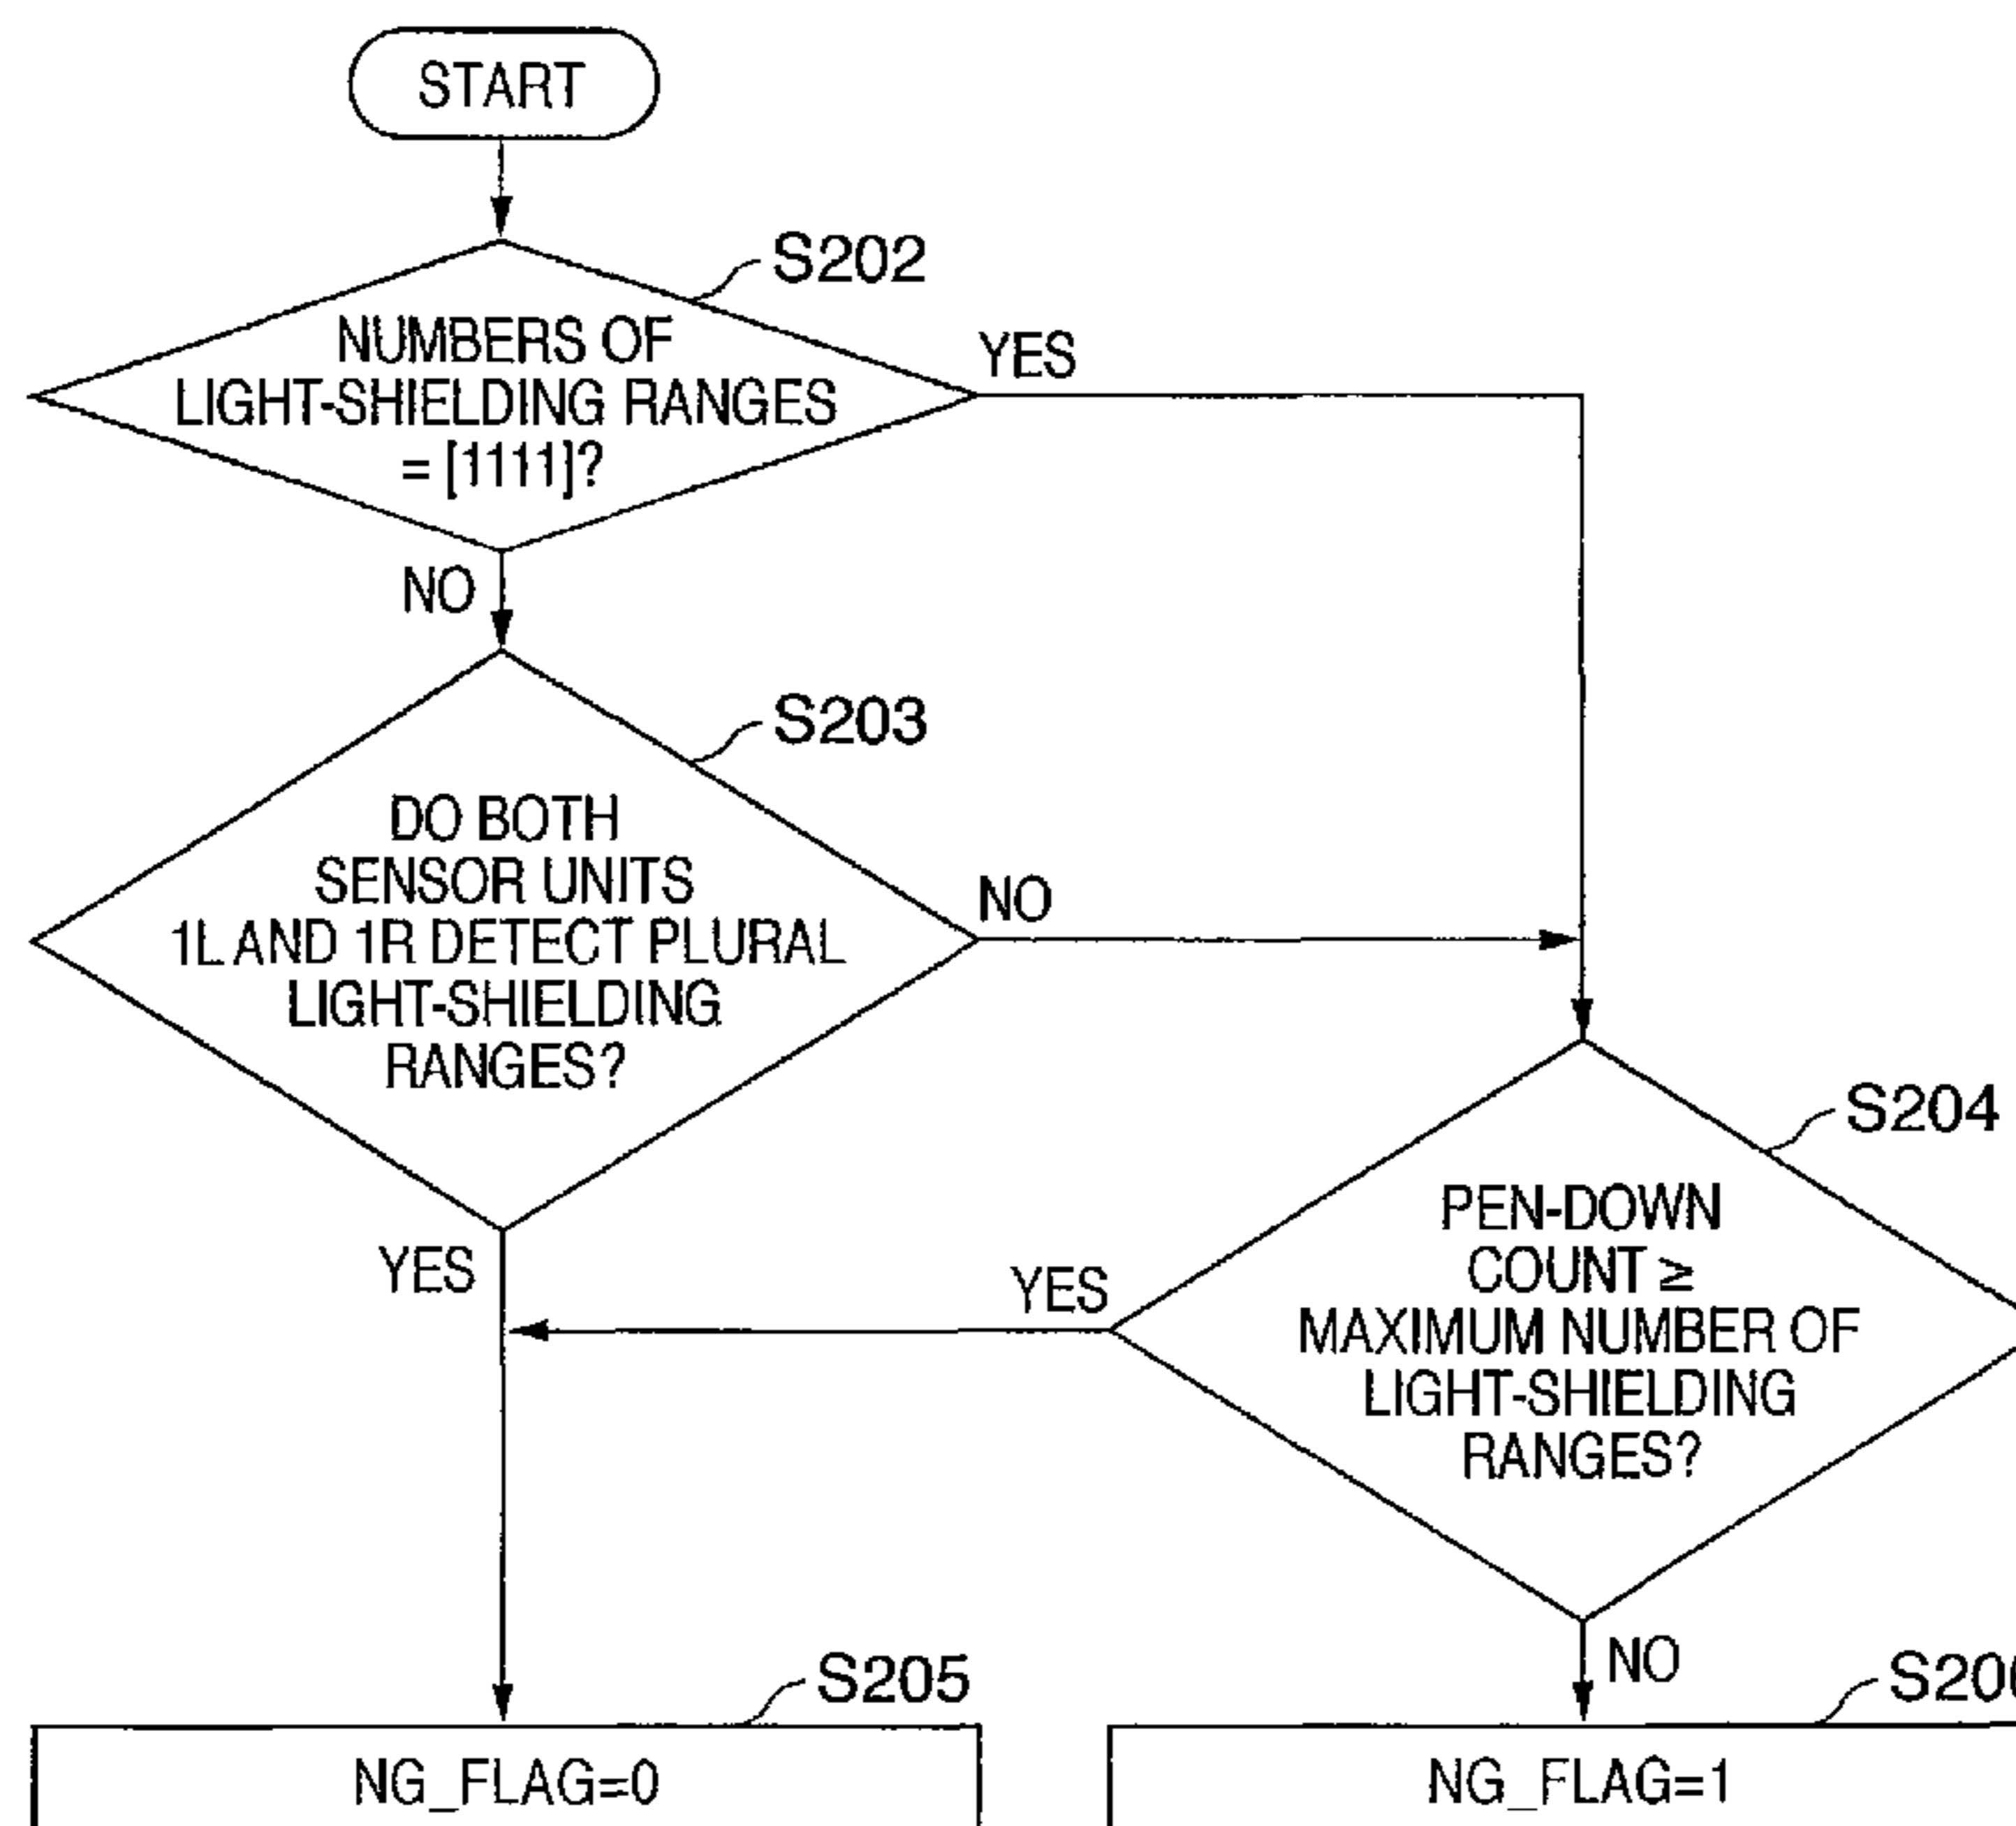 START
S202
NUMBERS OF
LIGHT-SHIELDING RANGES
= [1111]?
YES
NO
S203
DO BOTH
SENSOR UNITS
1L AND 1R DETECT PLURAL
LIGHT-SHIELDING
RANGES?
NO
YES
S204
PEN-DOWN
COUNT ≥
MAXIMUM NUMBER OF
LIGHT-SHIELDING
RANGES?
YES
NO
S205
NG_FLAG=0
NG_FLAG=1